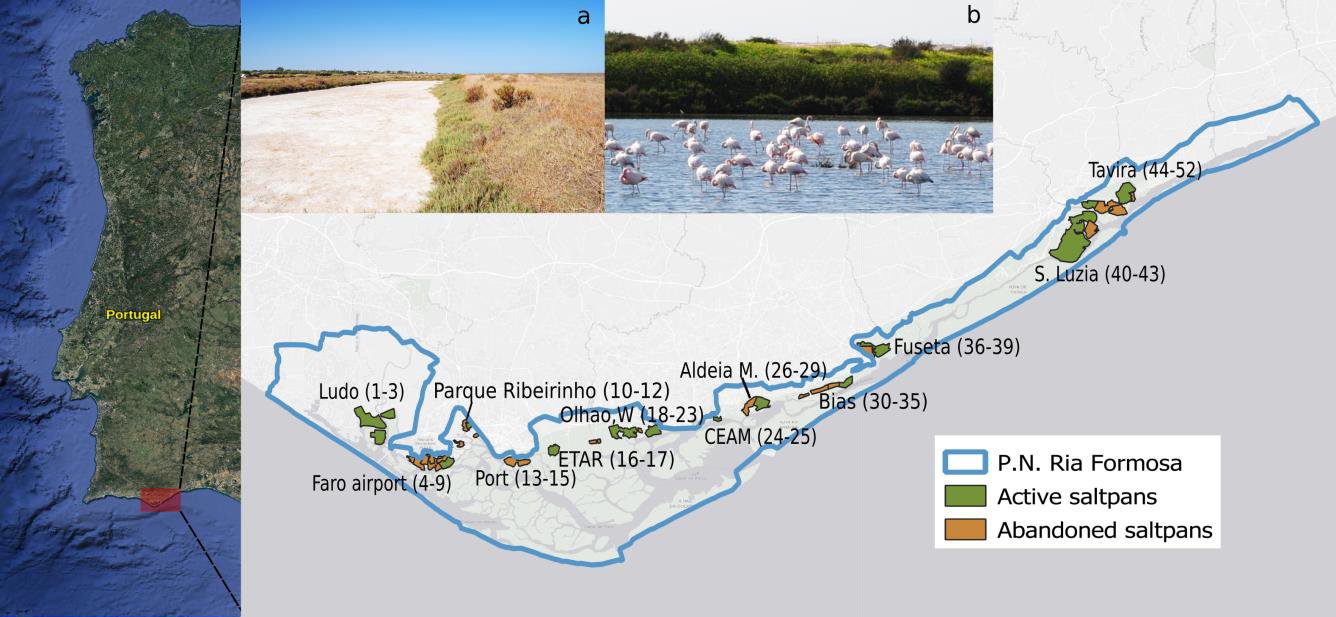 a
b
Portugal
Tavira (44-52)
S. Luzia (40-43)
Fuseta (36-39)
Aldeia M. (26-29)
Bias (30-35)
Ludo (1-3)
Parque Ribeirinho (10-12)
Olhao,W (18-23)
CEAM (24-25)
ETAR (16-17)
Faro airport (4-9)
Port (13-15)
P.N. Ria Formosa
Active saltpans
Abandoned saltpans